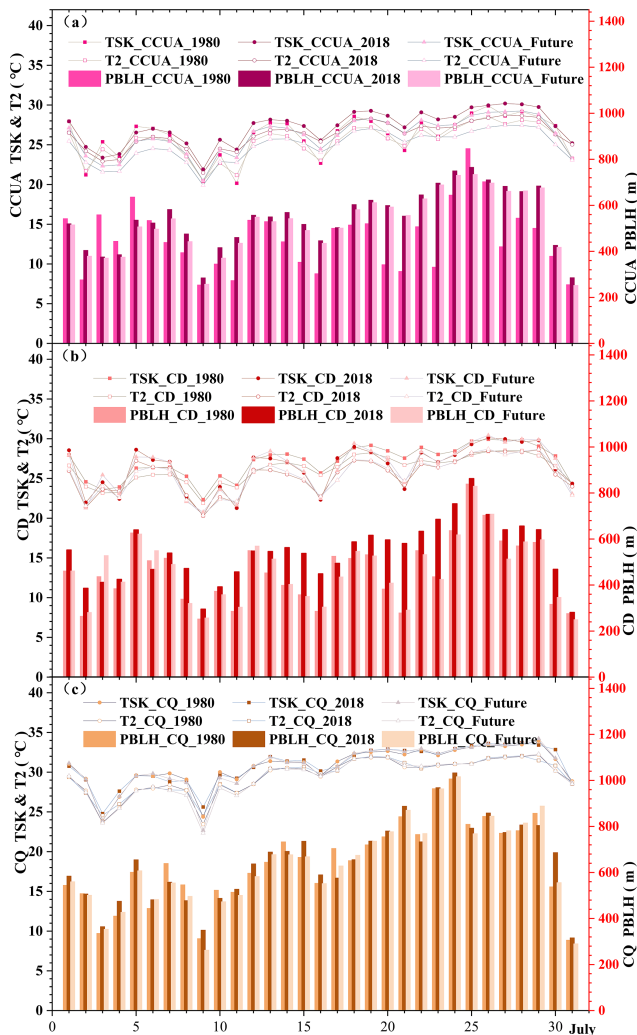 (a)
TSK_CCUA_1980 TSK_CCUA_2018 TSK_CCUA_Future
T2_CCUA_1980 T2_CCUA_2018 T2_CCUA_Future
PBLH_CCUA_1980 PBLH_CCUA_2018 PBLH_CCUA_Future
CCUA TSK & T2 (℃)
40
35
30
25
20
15
10
5
0
CCUA PBLH (m)
1400
1200
1000
800
600
400
200
0
(b)
TSK_CD_1980 TSK_CD_2018 TSK_CD_Future
T2_CD_1980 T2_CD_2018 T2_CD_Future
PBLH_CD_1980 PBLH_CD_2018 PBLH_CD_Future
CD_TSK & T2 (℃)
40
35
30
25
20
15
10
5
0
CD PBLH (m)
1400
1200
1000
800
600
400
200
0
(c)
TSK_CQ_1980 TSK_CQ_2018 TSK_CQ_Future
T2_CQ_1980 T2_CQ_2018 T2_CQ_Future
PBLH_CQ_1980 PBLH_CQ_2018 PBLH_CQ_Future
CQ_TSK & T2 (℃)
40
35
30
25
20
15
10
5
0
CQ PBLH (m)
1400
1200
1000
800
600
400
200
0
0 5 10 15 20 25 30 July